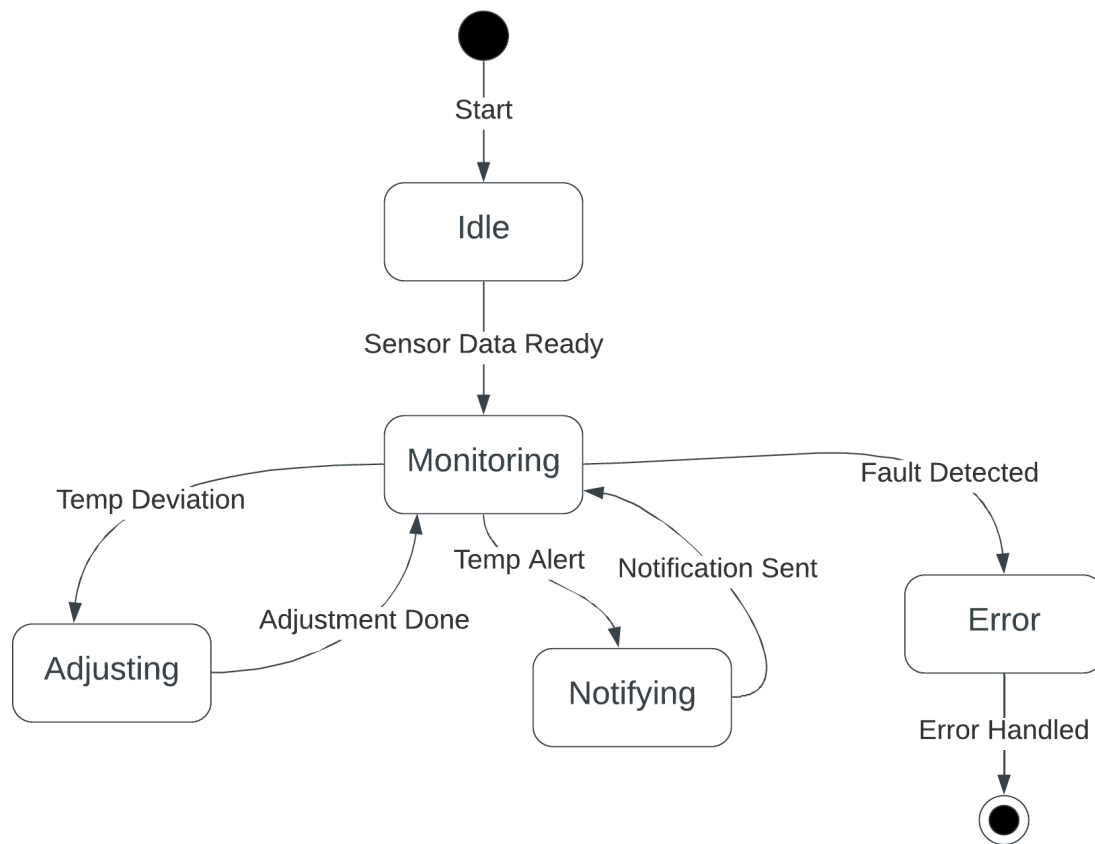 Start
Idle
Sensor Data Ready
Monitoring
Fault Detected
Temp Deviation
Temp Alert
Notification Sent
Adjustment Done
Error
Adjusting
Notifying
Error Handled